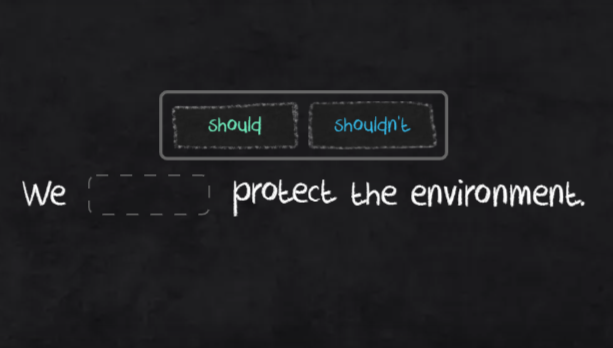 should shouldn't
We protect the environment.